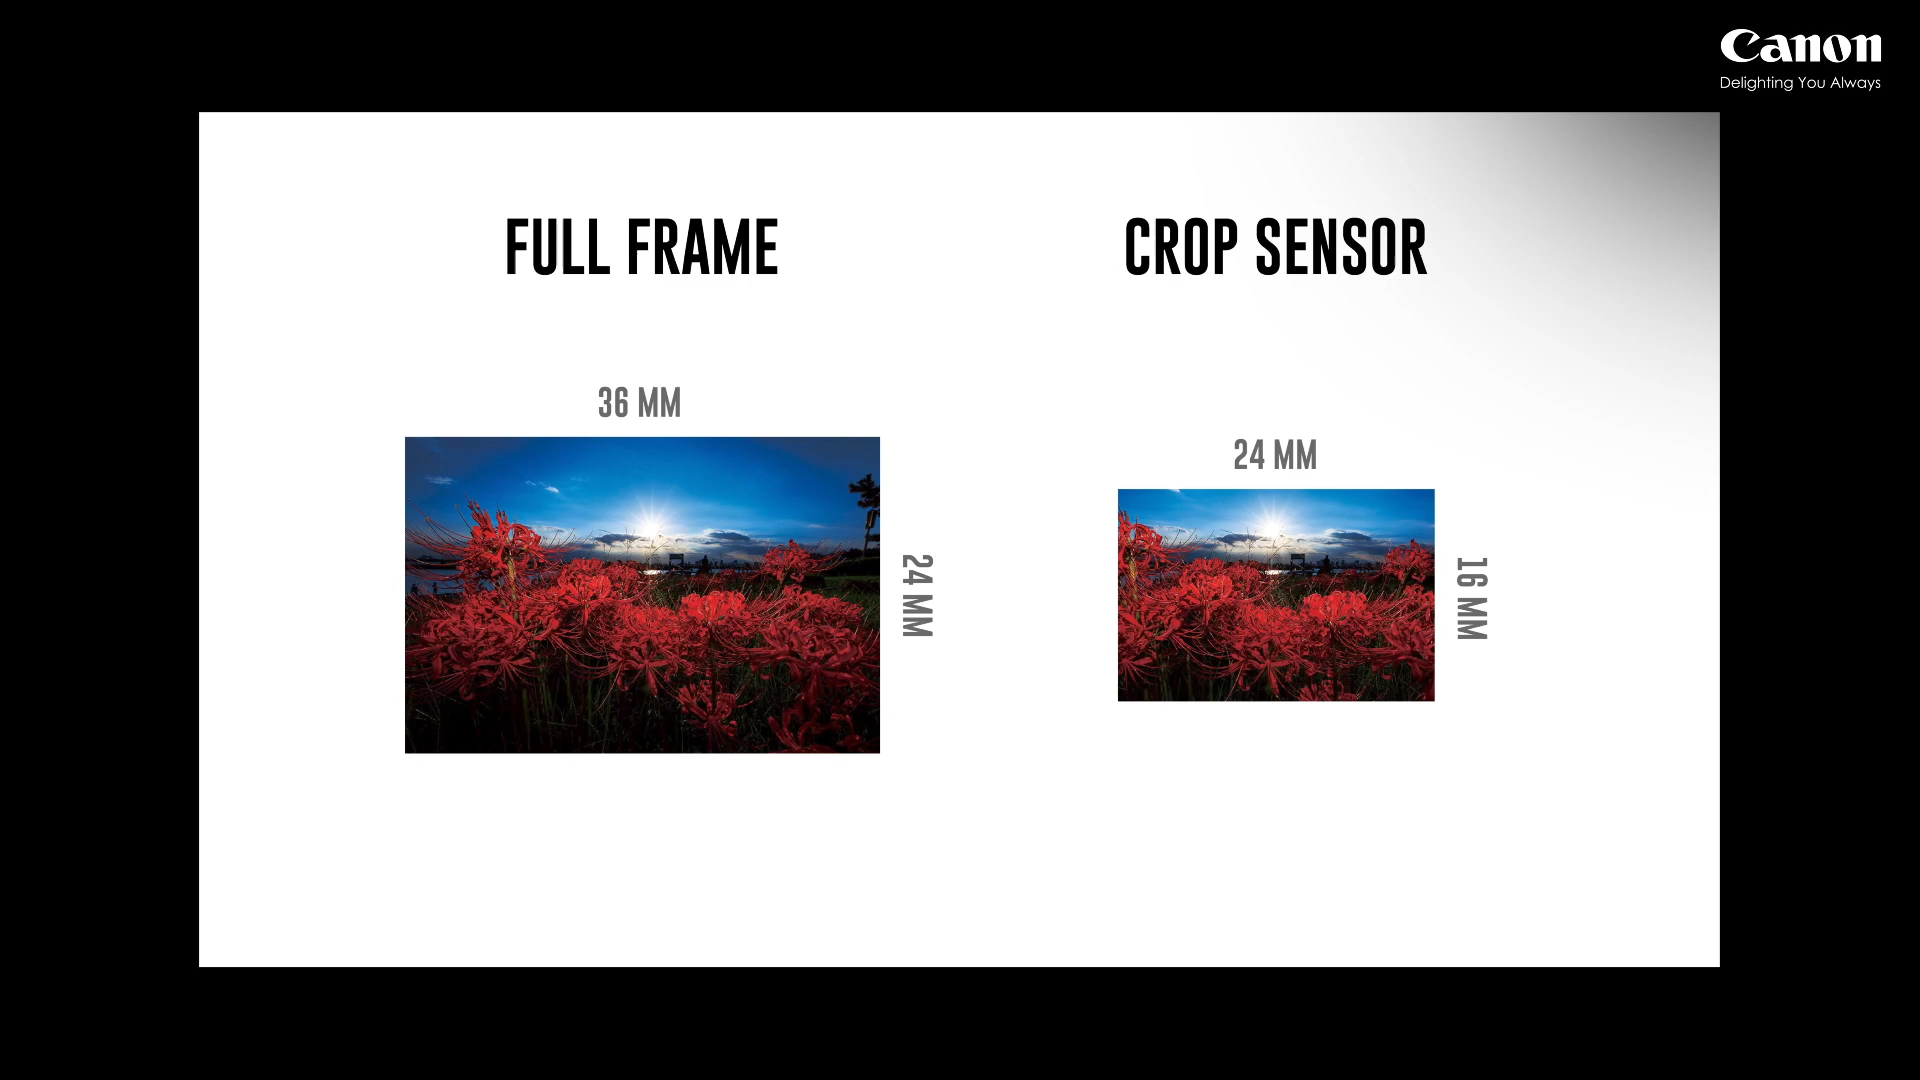 Canon
Delighting You Always
FULL FRAME
CROP SENSOR
36 MM
24 MM
24 MM
16 MM